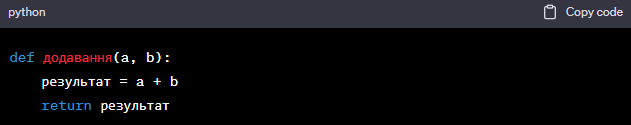 python
Copy code
def додавання(a, b):
    результат = a + b
    return результат